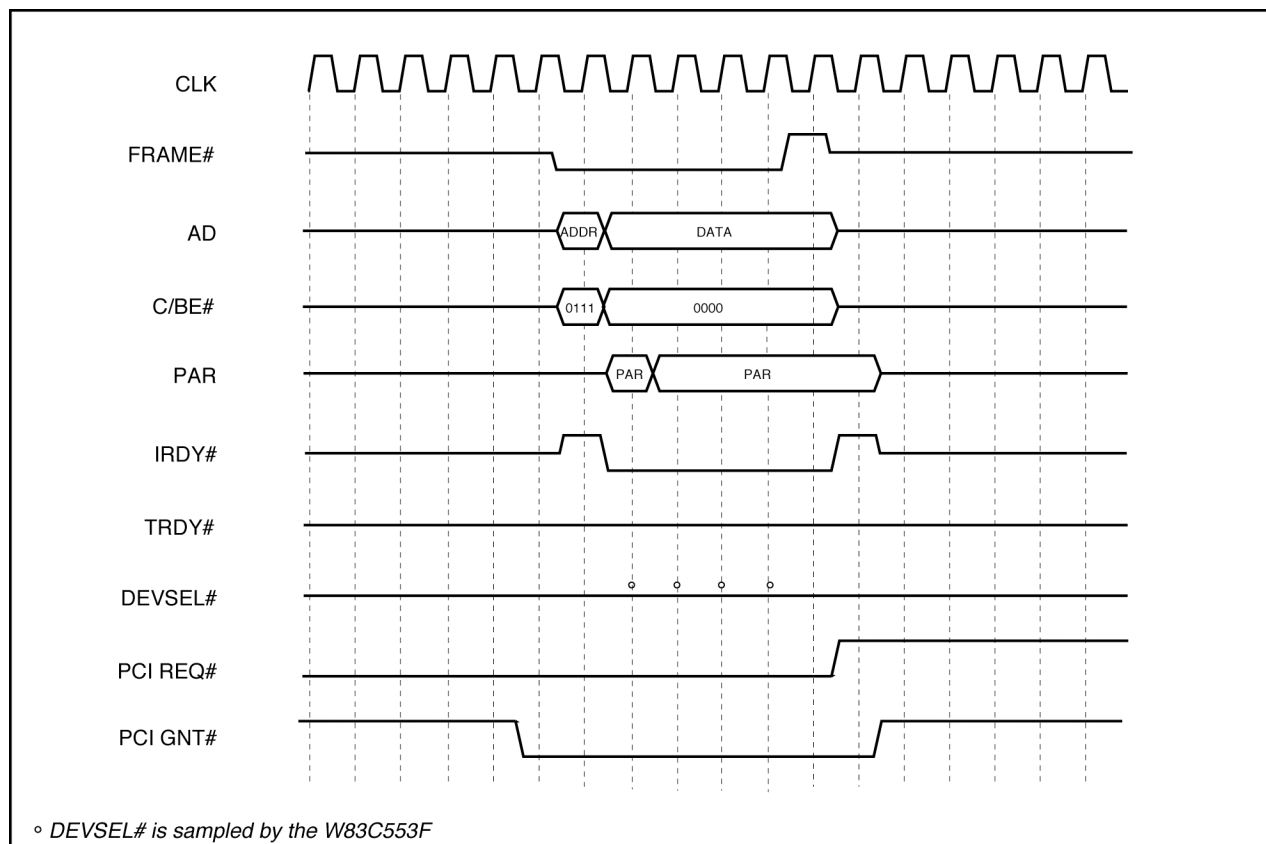 CLK
FRAME#
AD
ADDR DATA
C/BE#
0111 0000
PAR
PAR PAR
IRDY#
TRDY#
DEVSEL#
PCI REQ#
PCI GNT#
° DEVSEL# is sampled by the W83C553F